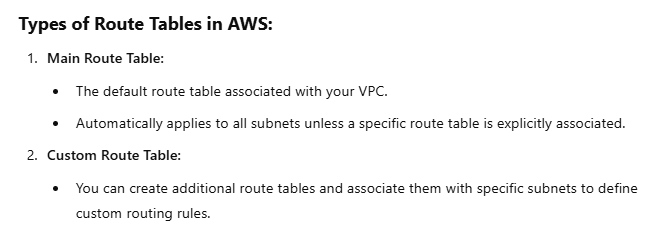 Types of Route Tables in AWS:
1. Main Route Table:
• The default route table associated with your VPC.
• Automatically applies to all subnets unless a specific route table is explicitly associated.
2. Custom Route Table:
• You can create additional route tables and associate them with specific subnets to define
custom routing rules.